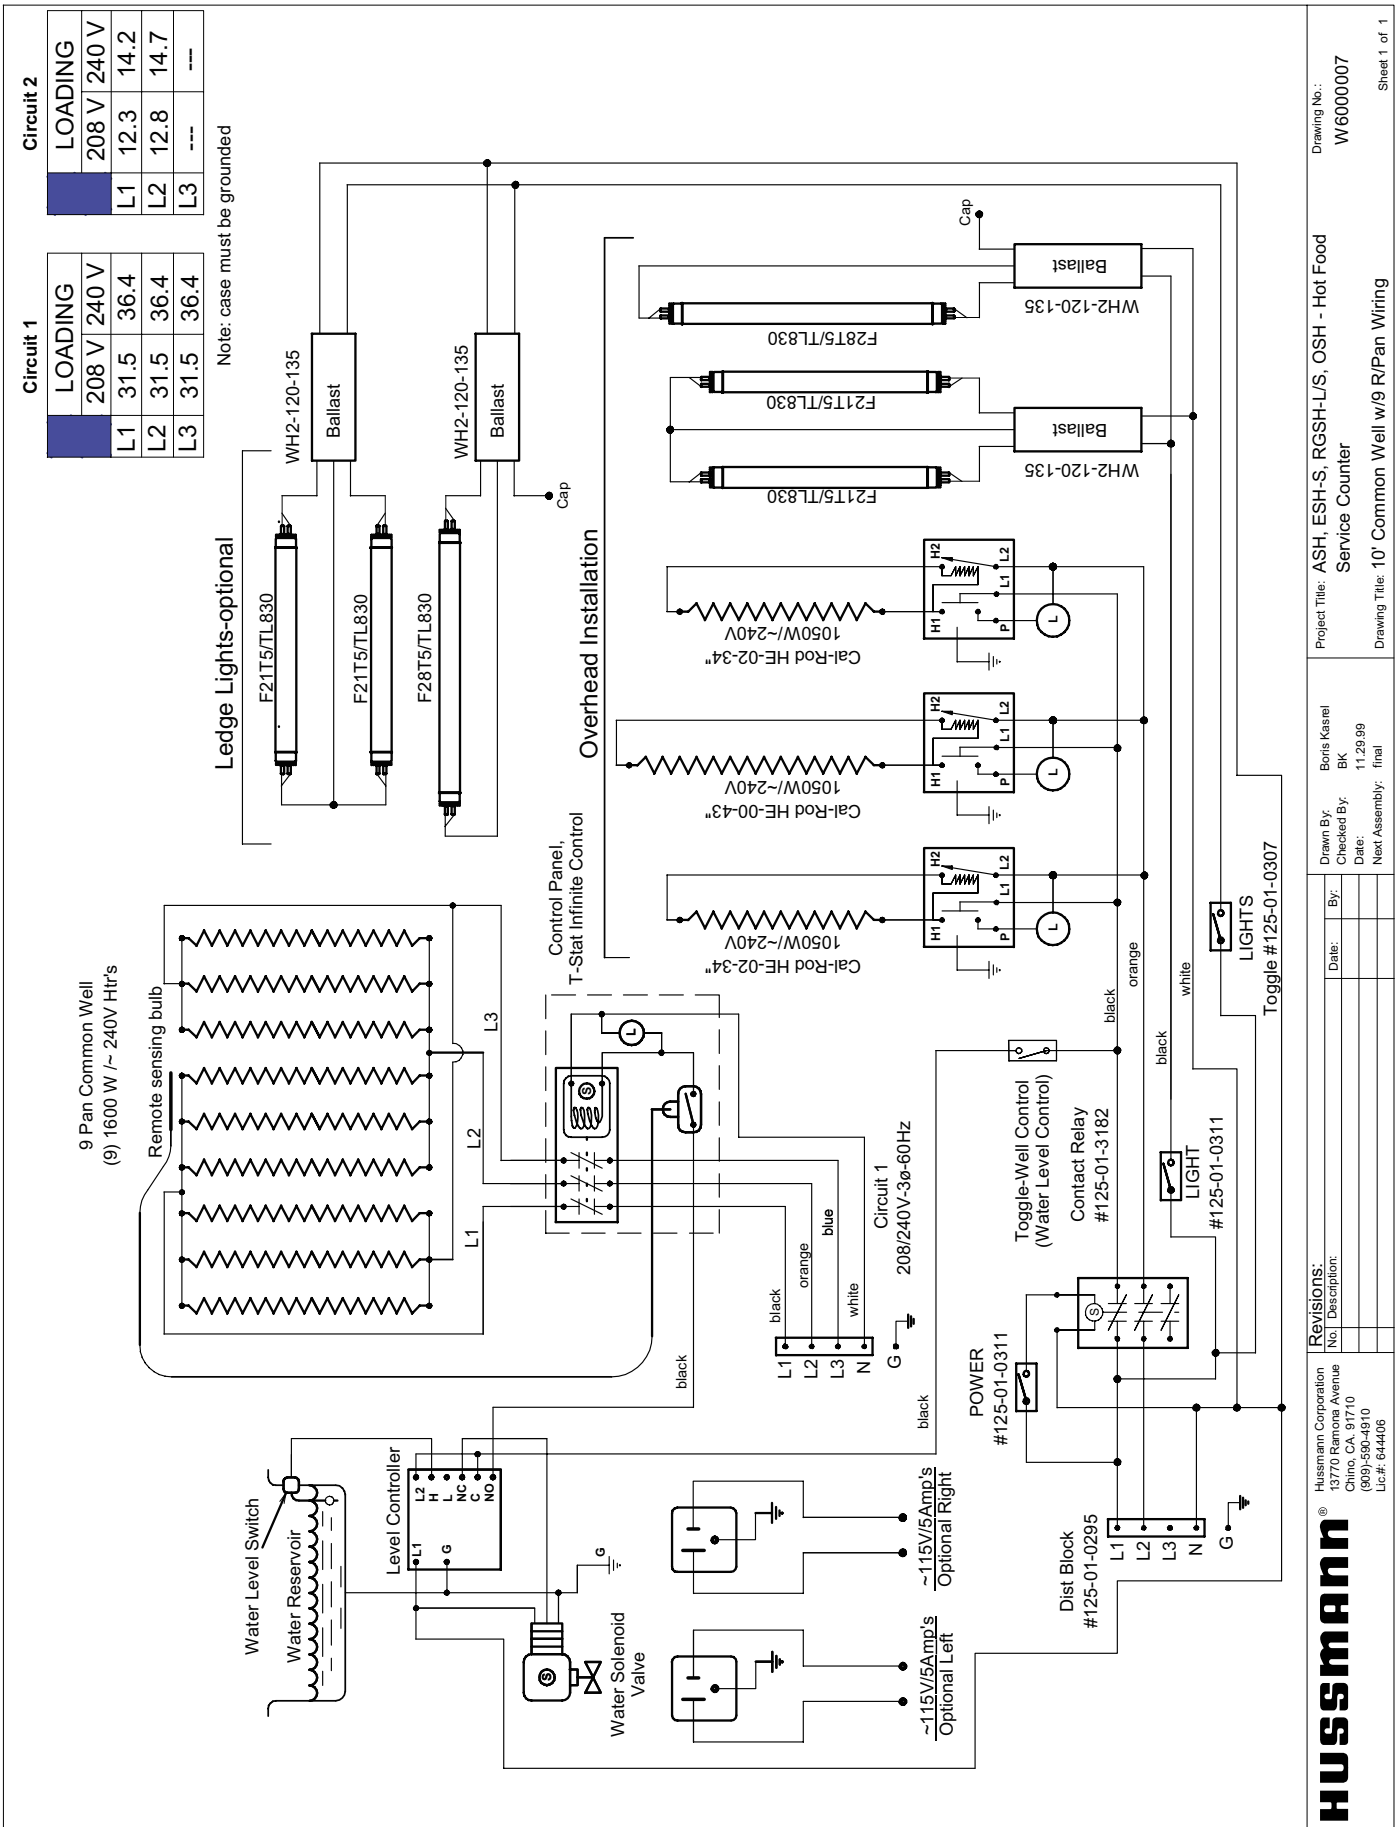 Circuit 1
LOADING
208 V 240 V
L1 31.5 36.4
L2 31.5 36.4
L3 31.5 36.4
Circuit 2
LOADING
208 V 240 V
L1 12.3 14.2
L2 12.8 14.7
L3 --- ---
Note: case must be grounded
9 Pan Common Well
(9) 1600 W /~ 240V Htr's
Remote sensing bulb
L1
L2
L3
Control Panel,
T-Stat Infinite Control
S
L
Ledge Lights-optional
F21T5/TL830
F21T5/TL830
F28T5/TL830
WH2-120-135
Ballast
WH2-120-135
Ballast
Cap
Water Level Switch
Water Reservoir
Level Controller
L1
G
L2
H
L
NC
C
NO
G
S
Water Solenoid
Valve
black
L1
L2
L3
N
G
black
orange
blue
white
Circuit 1
208/240V-3ø-60Hz
~115V/5Amp's
Optional Left
~115V/5Amp's
Optional Right
Overhead Installation
Cal-Rod HE-02-34"
1050W/~240V
H1
H2
P
L1
L2
L
Cal-Rod HE-00-43"
1050W/~240V
H1
H2
P
L1
L2
L
Cal-Rod HE-02-34"
1050W/~240V
H1
H2
P
L1
L2
L
F21T5/TL830
F21T5/TL830
F28T5/TL830
WH2-120-135
Ballast
WH2-120-135
Ballast
Cap
black
black
orange
black
white
Toggle-Well Control
(Water Level Control)
Contact Relay
#125-01-3182
S
POWER
#125-01-0311
LIGHT
#125-01-0311
LIGHTS
Toggle #125-01-0307
Dist Block
#125-01-0295
L1
L2
L3
N
G
HUSSMANN®
Hussmann Corporation
13770 Ramona Avenue
Chino, CA. 91710
(909)-590-4910
Lic.#: 644406
Revisions:
No. Description: Date: By:
Drawn By: Boris Kasrel
Checked By: BK
Date: 11.29.99
Next Assembly: final
Project Title: ASH, ESH-S, RGSH-L/S, OSH - Hot Food
Service Counter
Drawing Title: 10' Common Well w/9 R/Pan Wiring
Drawing No.:
W6000007
Sheet 1 of 1